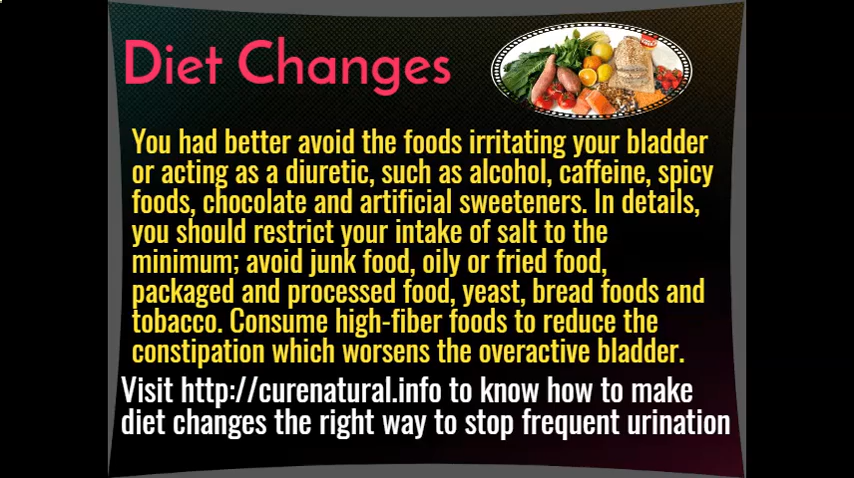 Diet Changes
You had better avoid the foods irritating your bladder
or acting as a diuretic, such as alcohol, caffeine, spicy
foods, chocolate and artificial sweeteners. In details,
you should restrict your intake of salt to the
minimum; avoid junk food, oily or fried food,
packaged and processed food, yeast, bread foods and
tobacco. Consume high-fiber foods to reduce the
constipation which worsens the overactive bladder.
Visit http://curenatural.info to know how to make
diet changes the right way to stop frequent urination